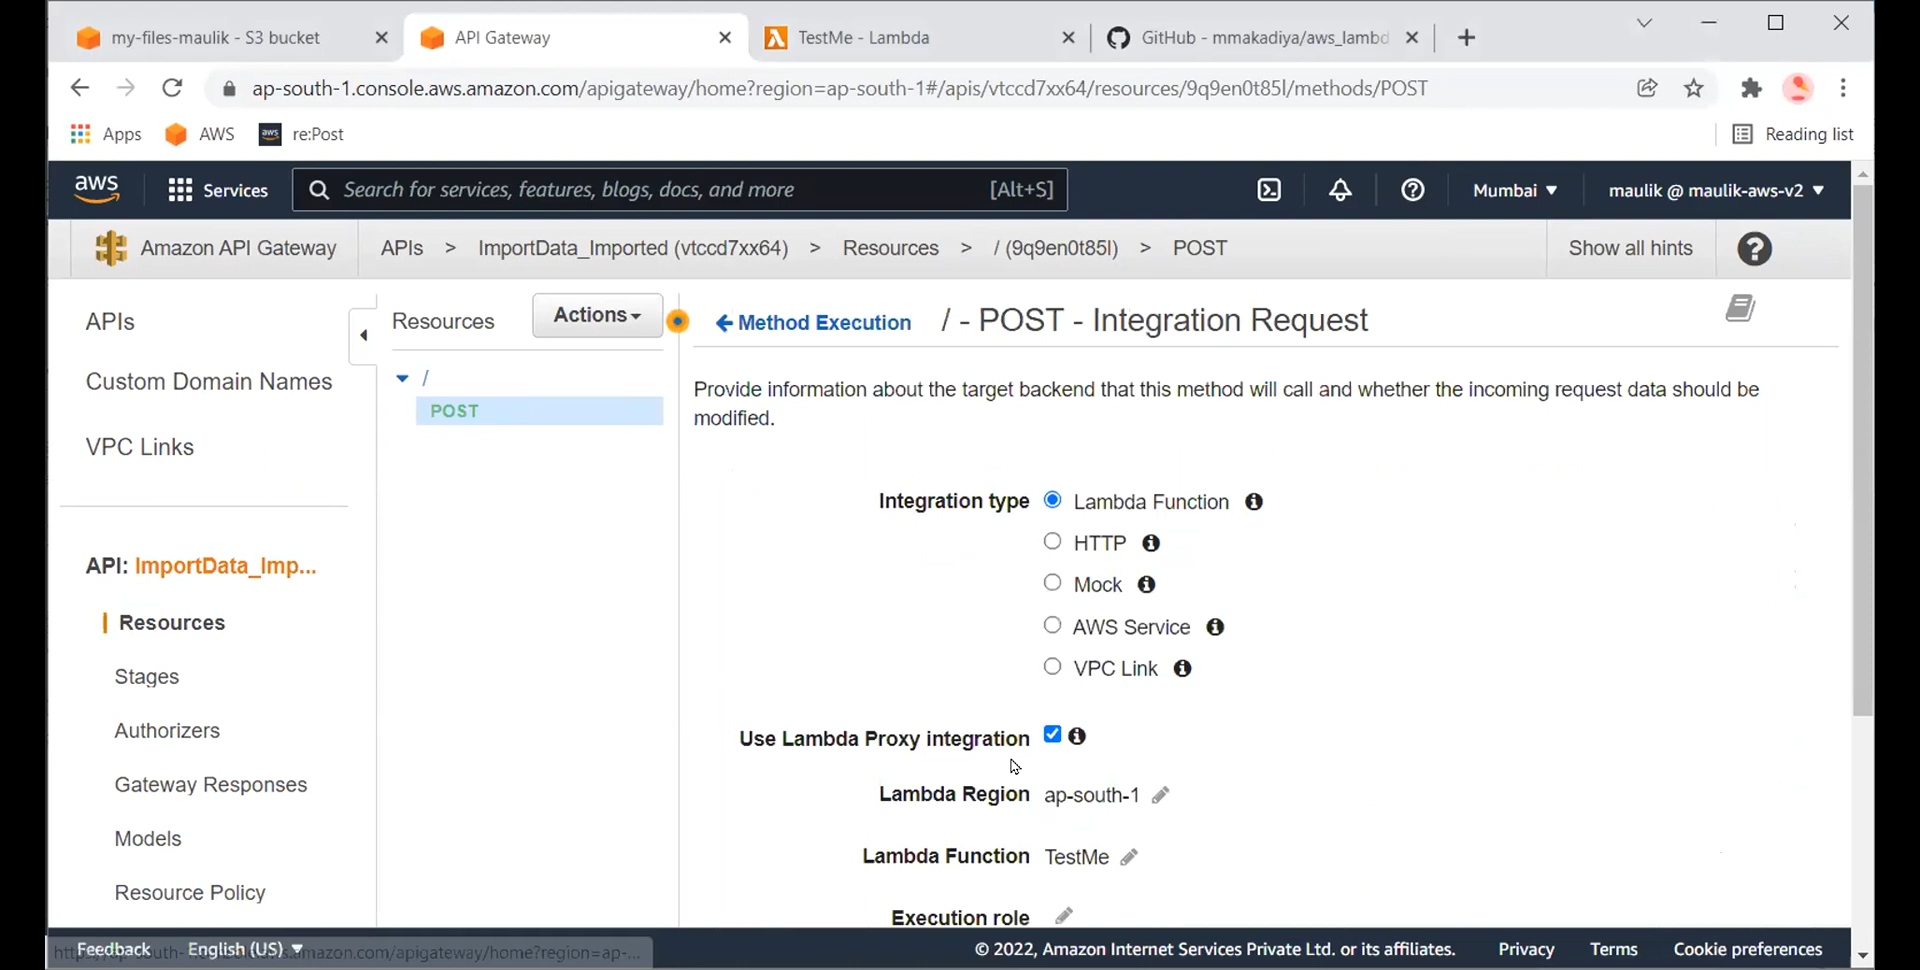 my-files-maulik - S3 bucket
API Gateway
TestMe - Lambda
GitHub - mmakadiya/aws_lambd
ap-south-1.console.aws.amazon.com/apigateway/home?region=ap-south-1#/apis/vtccd7xx64/resources/9q9en0t85l/methods/POST
Apps
AWS
aws
re:Post
Reading list
aws
Services
Search for services, features, blogs, docs, and more
[Alt+S]
Mumbai
maulik @ maulik-aws-v2
Amazon API Gateway
APIs > ImportData_Imported (vtccd7xx64) > Resources > / (9q9en0t85l) > POST
Show all hints
?
APIs
Custom Domain Names
VPC Links
API: ImportData_Imp...
Resources
Stages
Authorizers
Gateway Responses
Models
Resource Policy
Resources
Actions
/
POST
Method Execution
/ - POST - Integration Request
Provide information about the target backend that this method will call and whether the incoming request data should be
modified.
Integration type
Lambda Function
HTTP
Mock
AWS Service
VPC Link
Use Lambda Proxy integration
Lambda Region ap-south-1
Lambda Function TestMe
Execution role
Feedback
English (US)
© 2022, Amazon Internet Services Private Ltd. or its affiliates.
Privacy
Terms
Cookie preferences